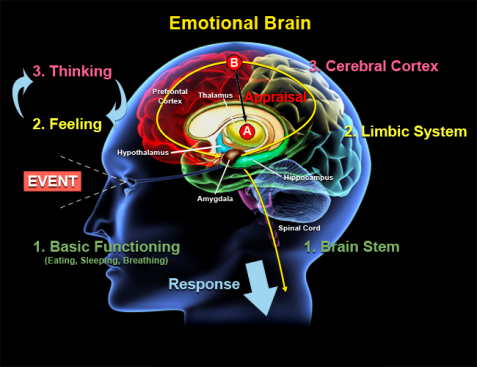 Emotional Brain
B
3. Thinking
3. Cerebral Cortex
Prefrontal
Cortex
Thalamus
Appraisal
2. Feeling
A
2. Limbic System
Hypothalamus
EVENT
Hippocampus
Amygdala
Spinal Cord
1. Basic Functioning
(Eating, Sleeping, Breathing)
1. Brain Stem
Response